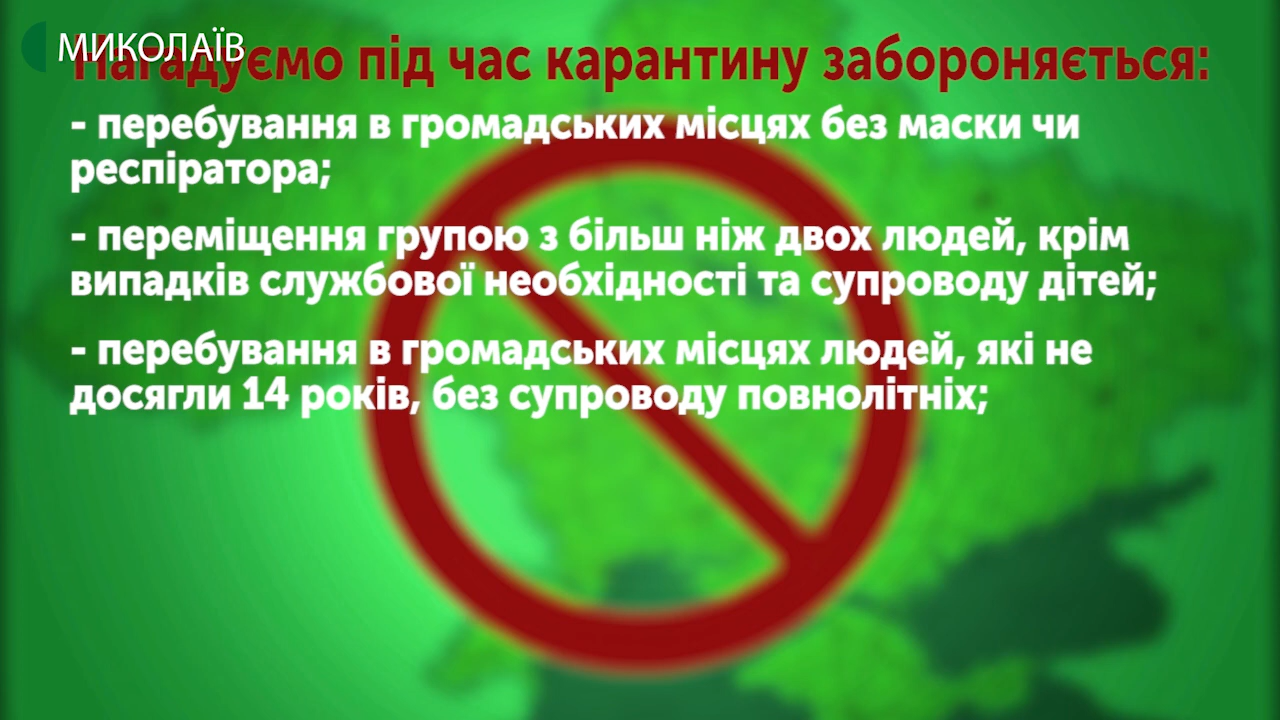 МИКОЛАЇВ
Нагадуємо під час карантину забороняється:
- перебування в громадських місцях без маски чи
респіратора;
- переміщення групою з більш ніж двох людей, крім
випадків службової необхідності та супроводу дітей;
- перебування в громадських місцях людей, які не
досягли 14 років, без супроводу повнолітніх;